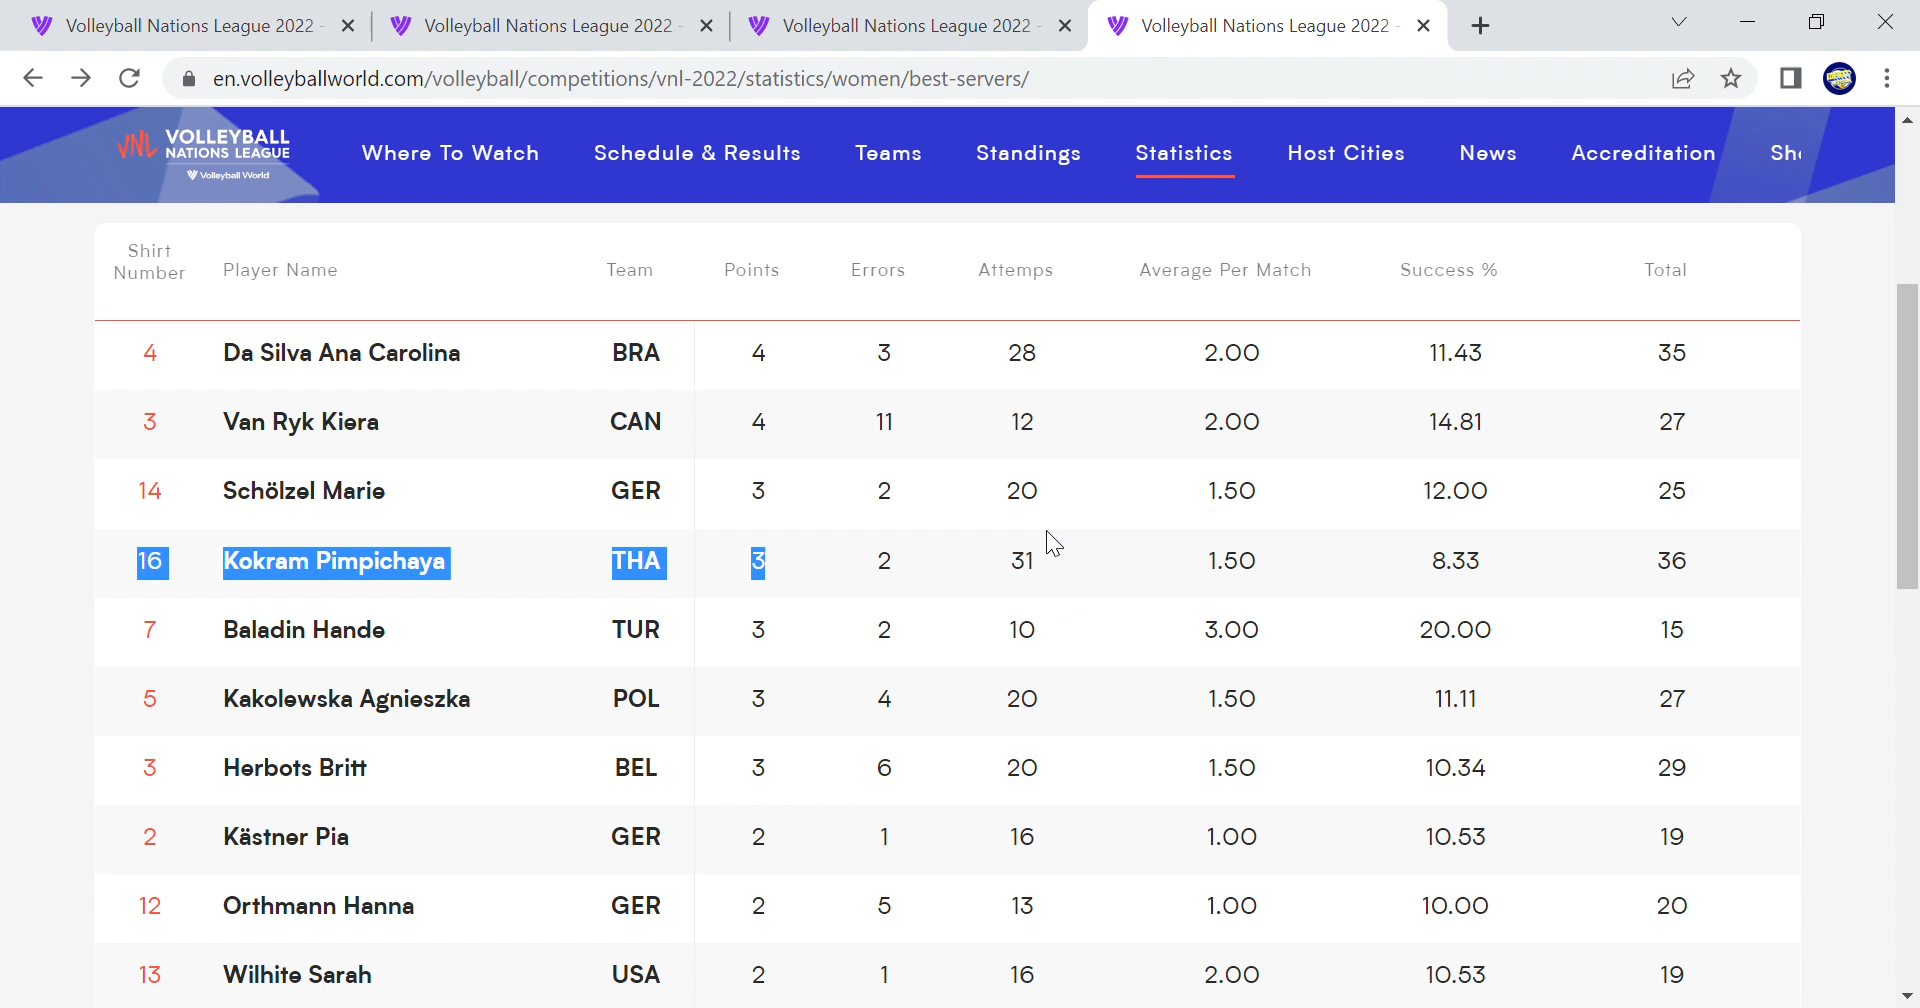 Volleyball Nations League 2022 -
Volleyball Nations League 2022 -
Volleyball Nations League 2022 -
Volleyball Nations League 2022 -
en.volleyballworld.com/volleyball/competitions/vnl-2022/statistics/women/best-servers/
VNL VOLLEYBALL NATIONS LEAGUE
Volleyball World
Where To Watch Schedule & Results Teams Standings Statistics Host Cities News Accreditation
Shirt Number Player Name Team Points Errors Attemps Average Per Match Success % Total
4 Da Silva Ana Carolina BRA 4 3 28 2.00 11.43 35
3 Van Ryk Kiera CAN 4 11 12 2.00 14.81 27
14 Schölzel Marie GER 3 2 20 1.50 12.00 25
16 Kokram Pimpichaya THA 3 2 31 1.50 8.33 36
7 Baladin Hande TUR 3 2 10 3.00 20.00 15
5 Kakolewska Agnieszka POL 3 4 20 1.50 11.11 27
3 Herbots Britt BEL 3 6 20 1.50 10.34 29
2 Kästner Pia GER 2 1 16 1.00 10.53 19
12 Orthmann Hanna GER 2 5 13 1.00 10.00 20
13 Wilhite Sarah USA 2 1 16 2.00 10.53 19